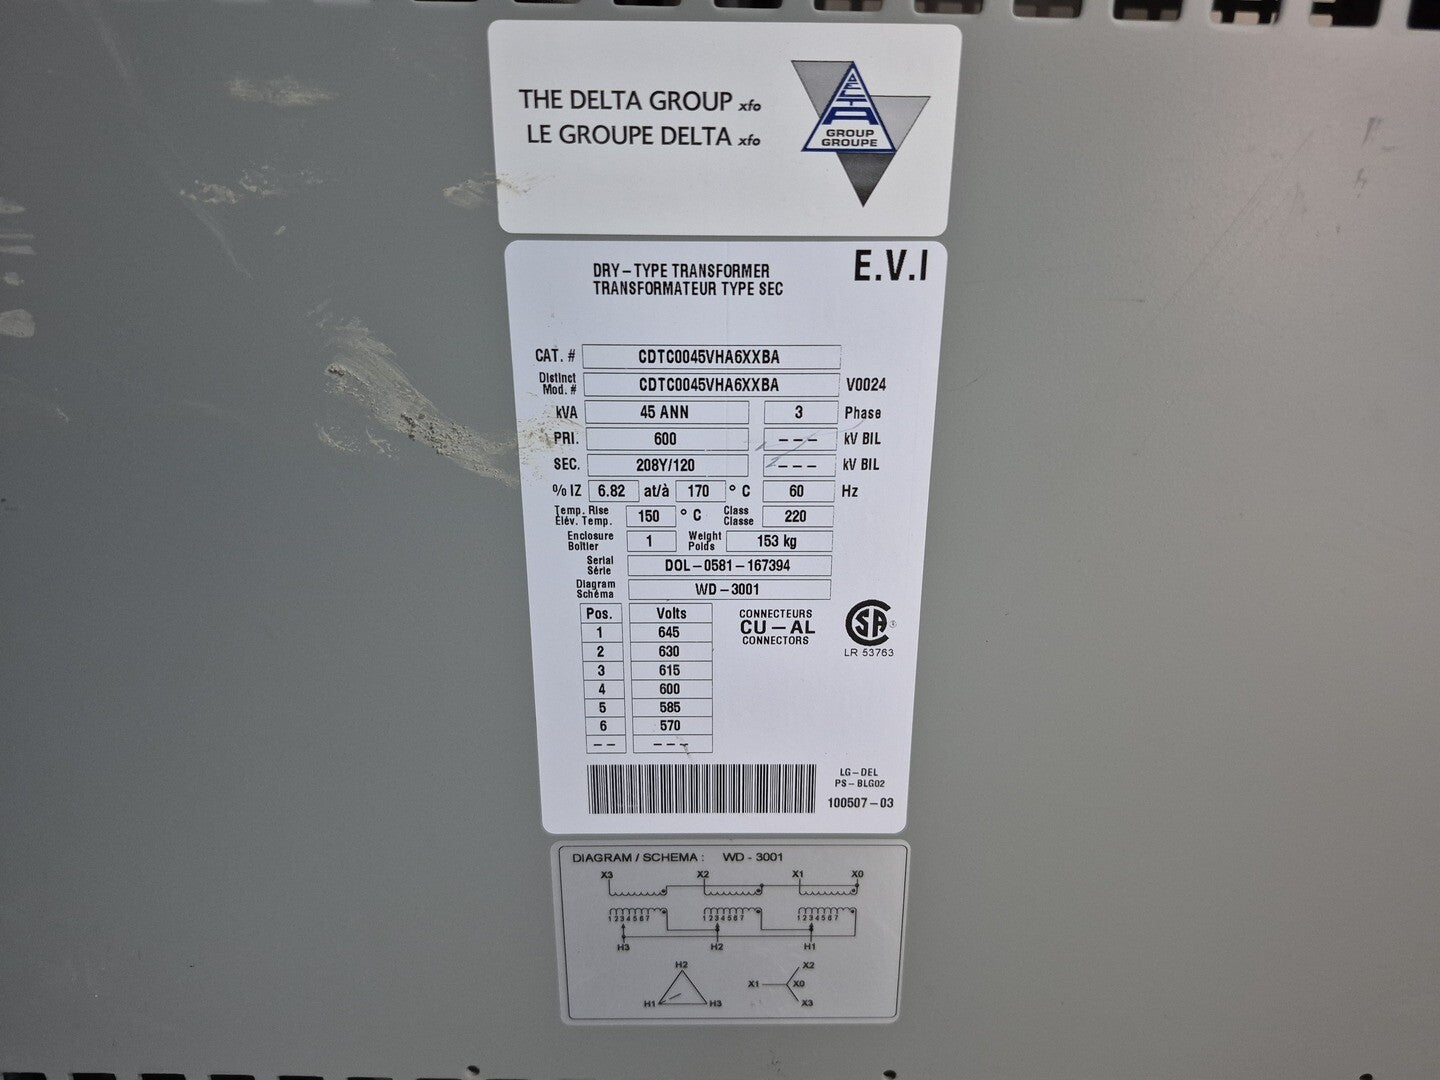 THE DELTA GROUP xfo
LE GROUPE DELTA xfo
DELTA
GROUP
GROUPE
E.V.I
DRY-TYPE TRANSFORMER
TRANSFORMATEUR TYPE SEC
CAT. # CDTC0045VHA6XXBA
Distinct Mod. # CDTC0045VHA6XXBA V0024
kVA 45 ANN 3 Phase
PRI. 600 --- kV BIL
SEC. 208Y/120 --- kV BIL
% IZ 6.82 at/à 170 °C 60 Hz
Temp. Rise Élév. Temp. 150 °C Class Classe 220
Enclosure Boîtier 1 Weight Poids 153 kg
Serial Série DOL-0581-167394
Diagram Schéma WD-3001
Pos. Volts
1 645
2 630
3 615
4 600
5 585
6 570
-- ---
CONNECTEURS
CU-AL
CONNECTORS
SA ®
LR 53763
LG-DEL
PS-BLG02
100507-03
DIAGRAM / SCHEMA : WD - 3001
X3 X2 X1 X0
1 2 3 4 5 6 7 1 2 3 4 5 6 7 1 2 3 4 5 6 7
H3 H2 H1
H2
H1 H3
X2
X1 X0
X3